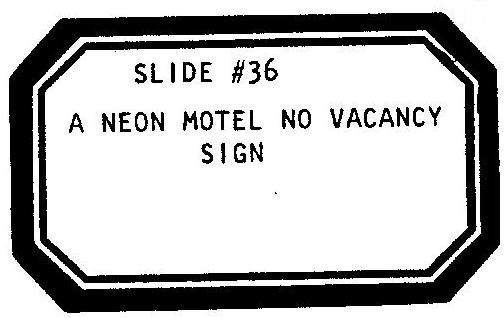 SLIDE #36
A NEON MOTEL NO VACANCY
SIGN